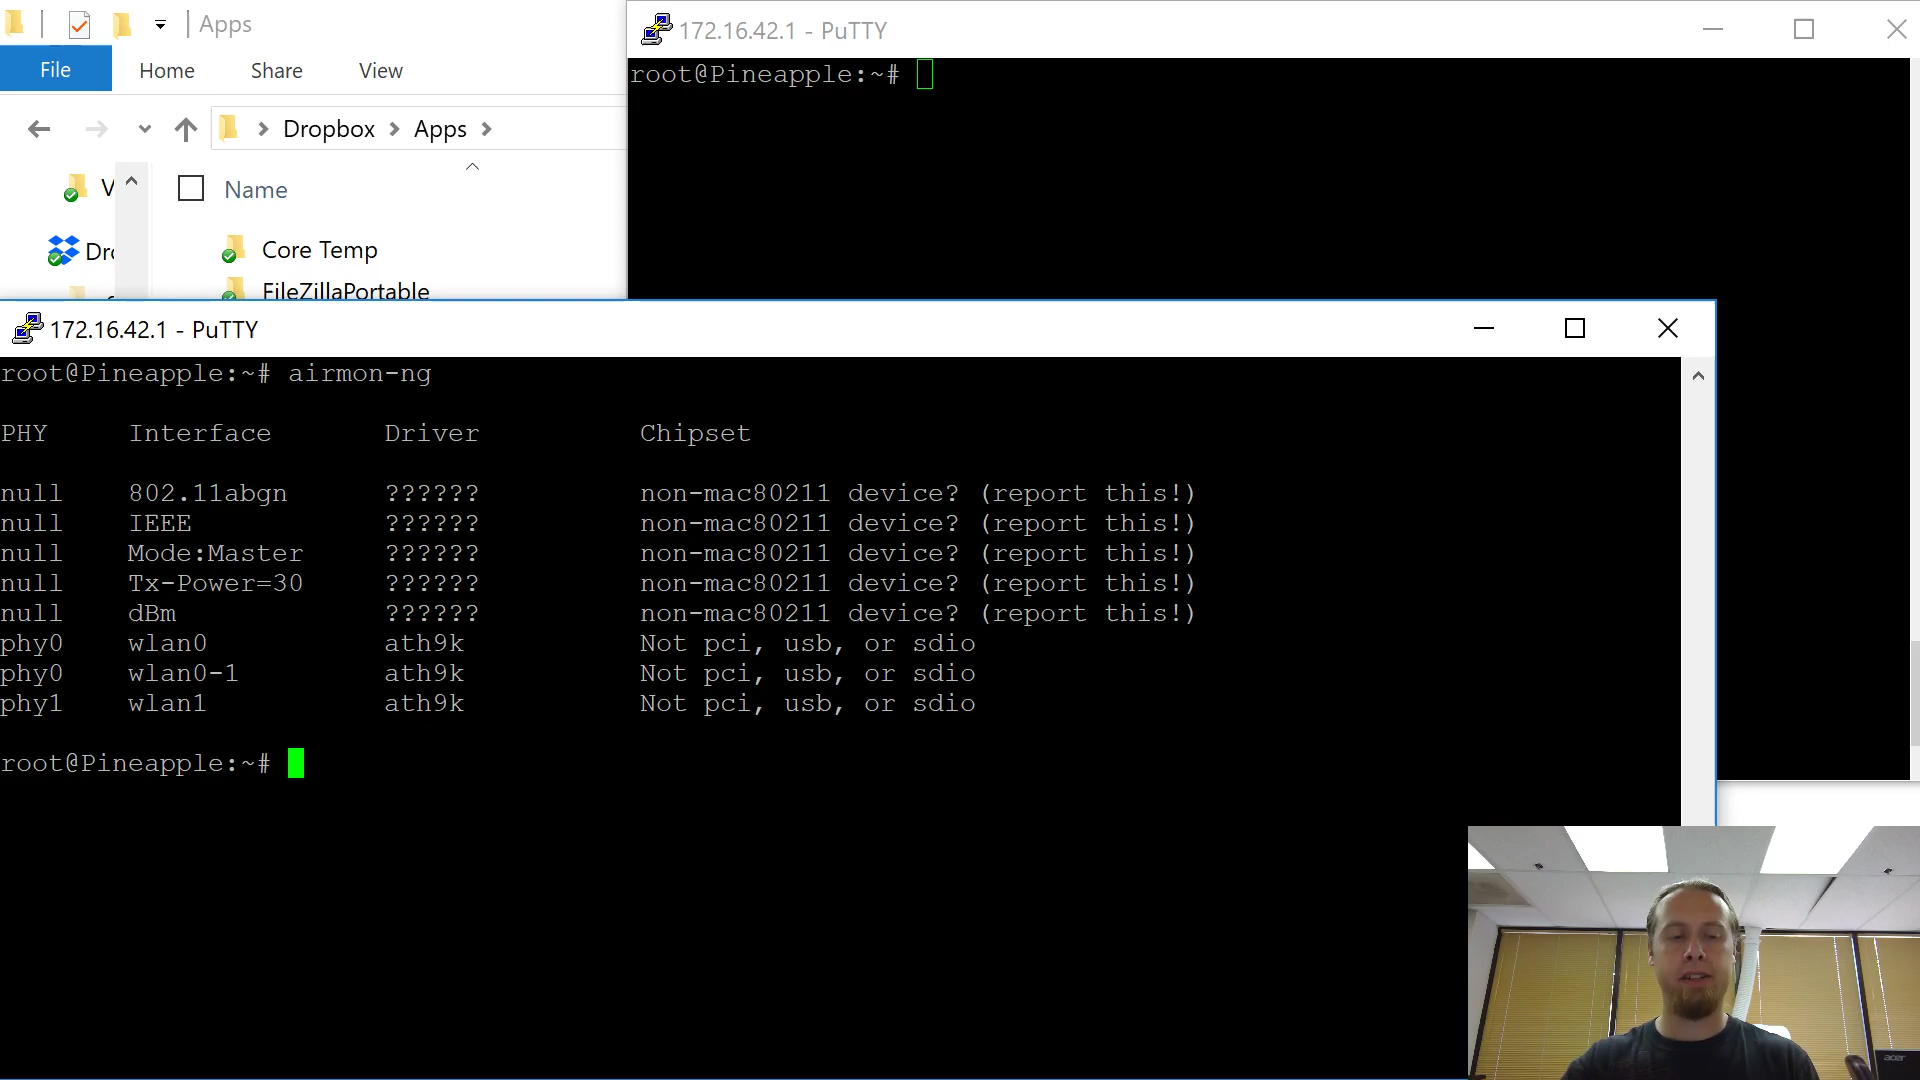 Apps
File Home Share View
Dropbox Apps
Name
Core Temp
FileZillaPortable
172.16.42.1 - PuTTY
root@Pineapple:~#
172.16.42.1 - PuTTY
root@Pineapple:~# airmon-ng
PHY Interface Driver Chipset
null 802.11abgn ?????? non-mac80211 device? (report this!)
null IEEE ?????? non-mac80211 device? (report this!)
null Mode:Master ?????? non-mac80211 device? (report this!)
null Tx-Power=30 ?????? non-mac80211 device? (report this!)
null dBm ?????? non-mac80211 device? (report this!)
phy0 wlan0 ath9k Not pci, usb, or sdio
phy0 wlan0-1 ath9k Not pci, usb, or sdio
phy1 wlan1 ath9k Not pci, usb, or sdio
root@Pineapple:~#
acer